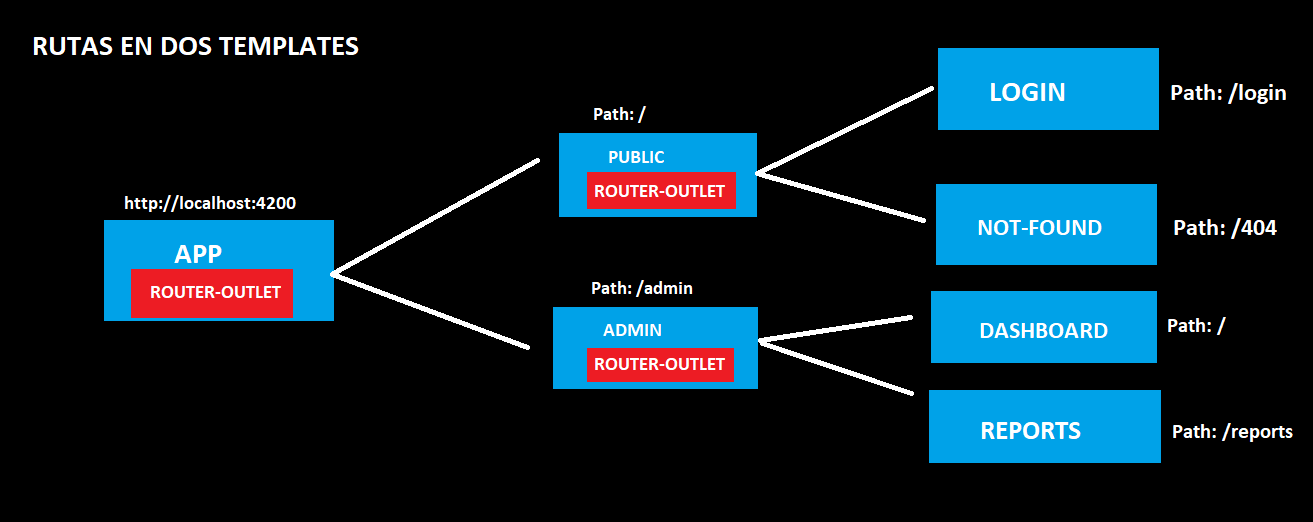 RUTAS EN DOS TEMPLATES
http://localhost:4200
APP
ROUTER-OUTLET
Path: /
PUBLIC
ROUTER-OUTLET
LOGIN
Path: /login
NOT-FOUND
Path: /404
Path: /admin
ADMIN
ROUTER-OUTLET
DASHBOARD
Path: /
REPORTS
Path: /reports